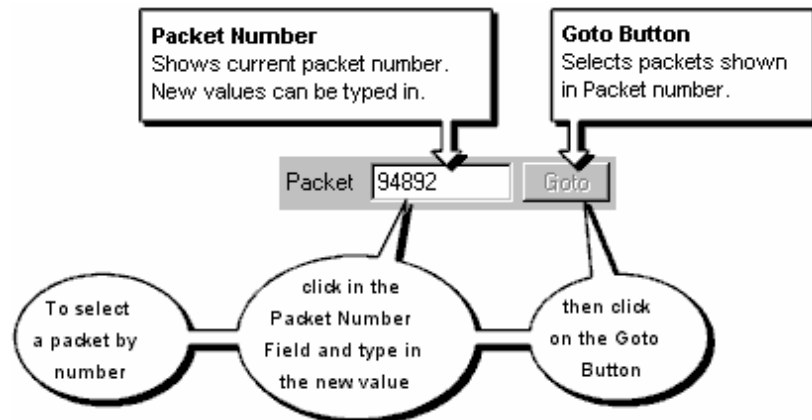 Packet Number
Shows current packet number.
New values can be typed in.
Goto Button
Selects packets shown
in Packet number.
Packet 94892 Goto
To select
a packet by
number
click in the
Packet Number
Field and type in
the new value
then click
on the Goto
Button